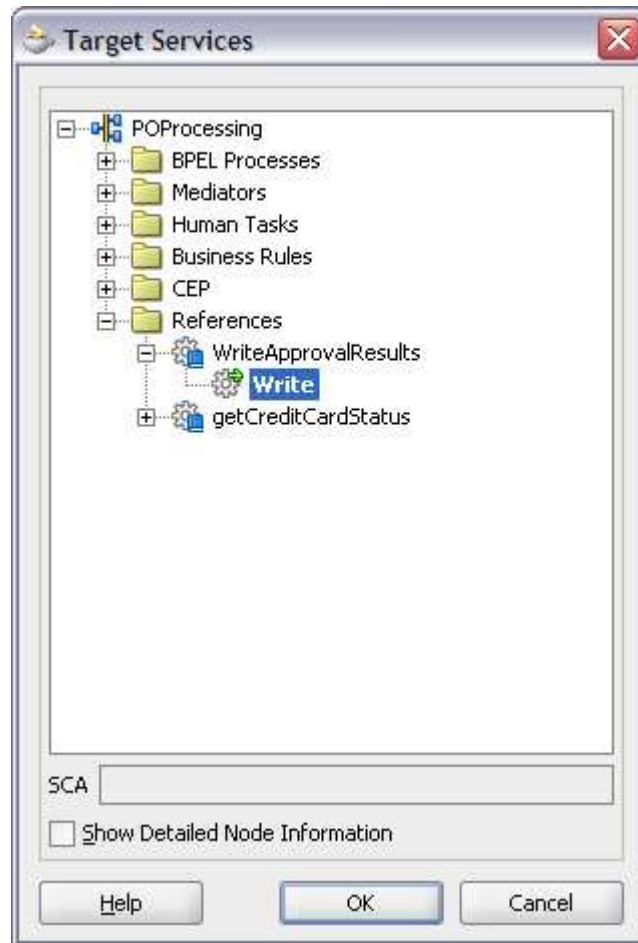 Target Services
POProcessing
BPEL Processes
Mediators
Human Tasks
Business Rules
CEP
References
WriteApprovalResults
Write
getCreditCardStatus
SCA
Show Detailed Node Information
Help OK Cancel